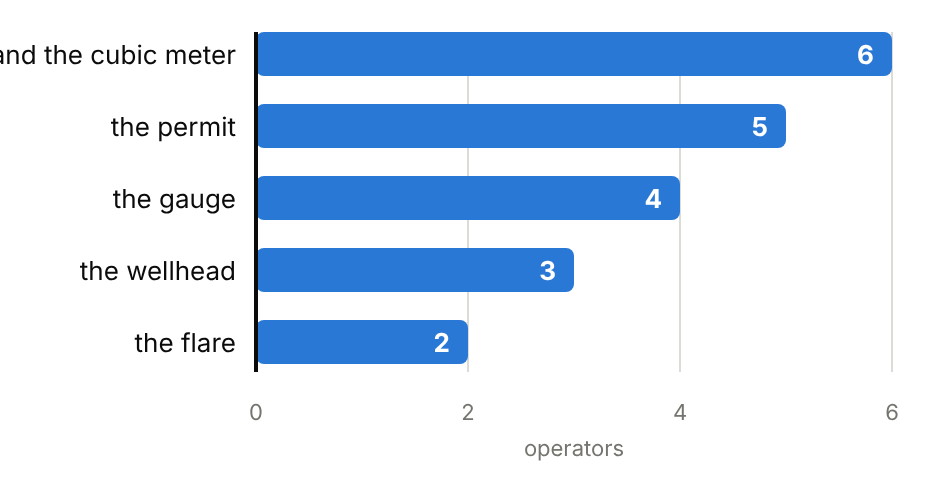 and the cubic meter
6
the permit
5
the gauge
4
the wellhead
3
the flare
2
0 2 4 6
operators